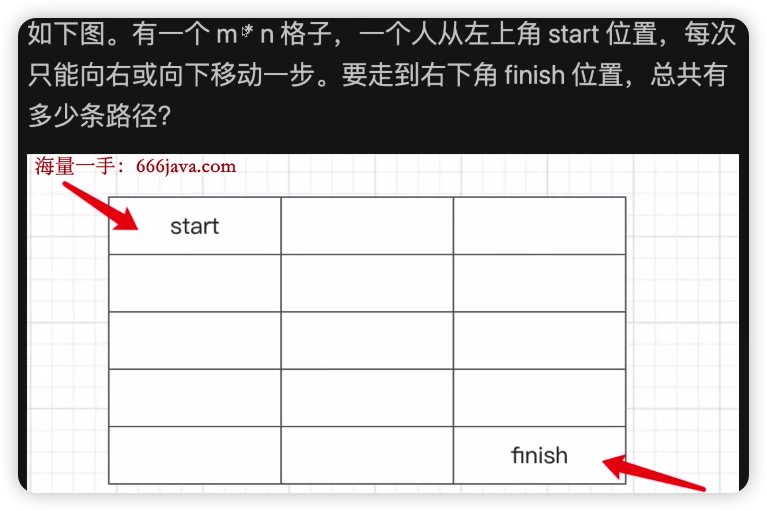 如下图。有一个 m * n 格子，一个人从左上角 start 位置，每次
只能向右或向下移动一步。要走到右下角 finish 位置，总共有
多少条路径？
海量一手：666java.com
start
finish